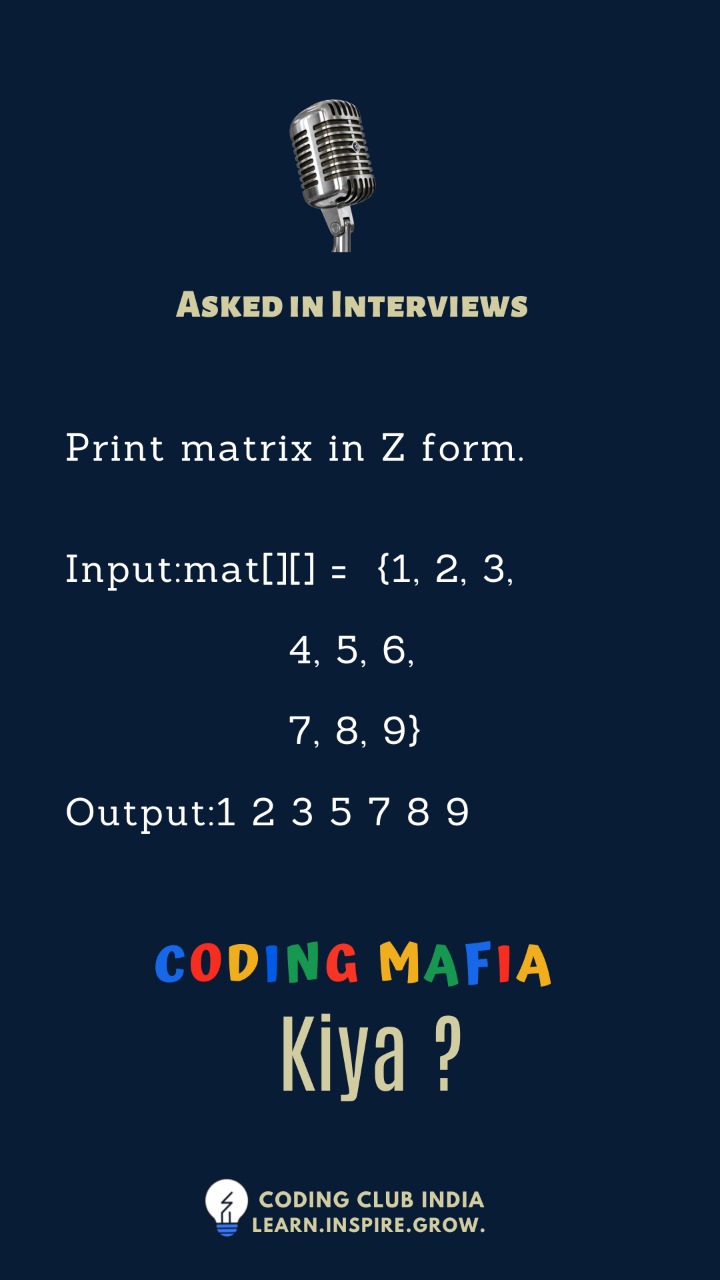 Asked in Interviews
Print matrix in Z form.
Input:mat[][] = {1, 2, 3,
4, 5, 6,
7, 8, 9}
Output:1 2 3 5 7 8 9
CODING MAFIA
Kiya ?
CODING CLUB INDIA
LEARN.INSPIRE.GROW.